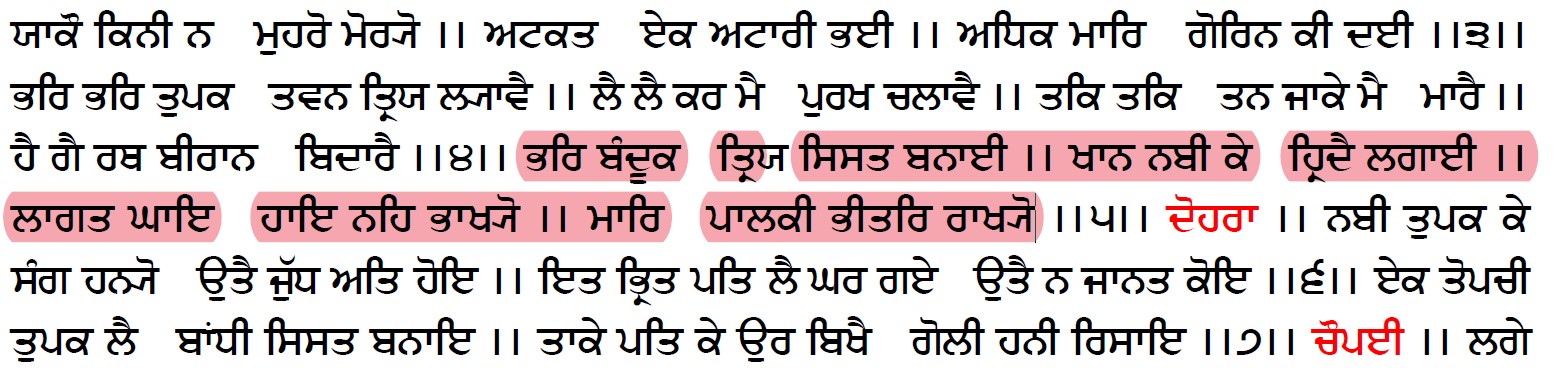 ਯਾਕੌ ਕਿਨੀ ਨ ਮੁਹਰੋ ਮੋਰ੍ਯੋ ।। ਅਟਕਤ ਏਕ ਅਟਾਰੀ ਭਈ ।। ਅਧਿਕ ਮਾਰਿ ਗੋਰਿਨ ਕੀ ਦਈ ।।੩।।
ਭਰਿ ਭਰਿ ਤੁਪਕ ਤਵਨ ਤ੍ਰਿਯ ਲ੍ਯਾਵੈ ।। ਲੈ ਲੈ ਕਰ ਮੈ ਪੁਰਖ ਚਲਾਵੈ ।। ਤਕਿ ਤਕਿ ਤਨ ਜਾਕੇ ਮੈ ਮਾਰੈ ।।
ਹੈ ਗੈ ਰਥ ਬੀਰਾਨ ਬਿਦਾਰੈ ।।੪।। ਭਰਿ ਬੰਦੂਕ ਤ੍ਰਿਯ ਸਿਸਤ ਬਨਾਈ ।। ਖਾਨ ਨਬੀ ਕੇ ਹ੍ਰਿਦੈ ਲਗਾਈ ।।
ਲਾਗਤ ਘਾਇ ਹਾਇ ਨਹਿ ਭਾਖ੍ਯੋ ।। ਮਾਰਿ ਪਾਲਕੀ ਭੀਤਰਿ ਰਾਖ੍ਯੋ ।।੫।। ਦੋਹਰਾ ।। ਨਬੀ ਤੁਪਕ ਕੇ
ਸੰਗ ਹਨ੍ਯੋ ਉਤੈ ਜੁੱਧ ਅਤਿ ਹੋਇ ।। ਇਤ ਭ੍ਰਿਤ ਪਤਿ ਲੈ ਘਰ ਗਏ ਉਤੈ ਨ ਜਾਨਤ ਕੋਇ ।।੬।। ਏਕ ਤੋਪਚੀ
ਤੁਪਕ ਲੈ ਬਾਂਧੀ ਸਿਸਤ ਬਨਾਇ ।। ਤਾਕੇ ਪਤਿ ਕੇ ਉਰ ਬਿਖੈ ਗੋਲੀ ਹਨੀ ਰਿਸਾਇ ।।੭।। ਚੌਪਈ ।। ਲਗੇ